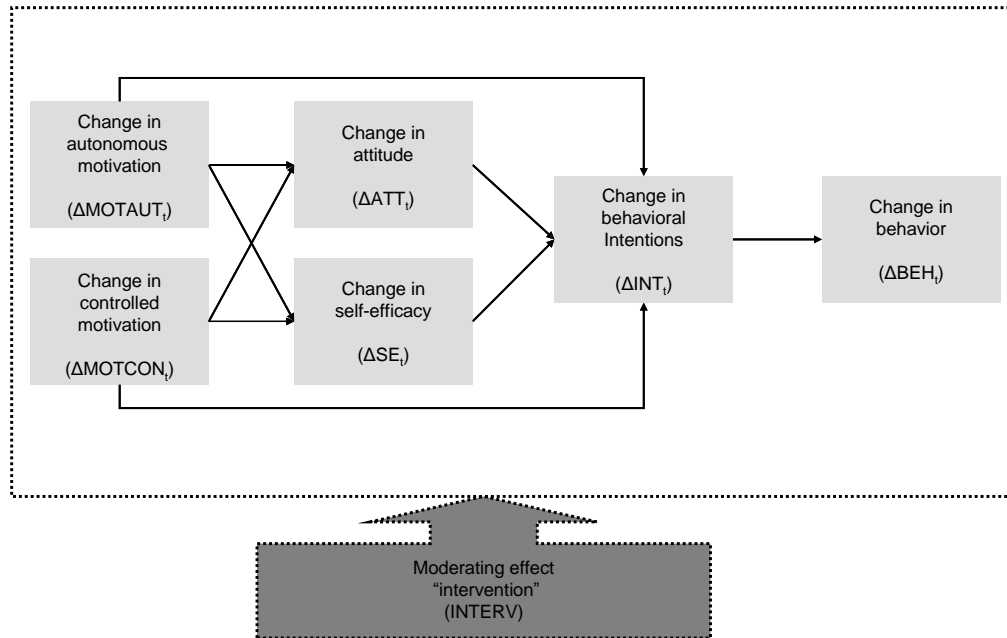 Change in
autonomous
motivation
(ΔMOTAUTₜ)
Change in
controlled
motivation
(ΔMOTCONₜ)
Change in
attitude
(ΔATTₜ)
Change in
self-efficacy
(ΔSEₜ)
Change in
behavioral
Intentions
(ΔINTₜ)
Change in
behavior
(ΔBEHₜ)
Moderating effect
“intervention”
(INTERV)